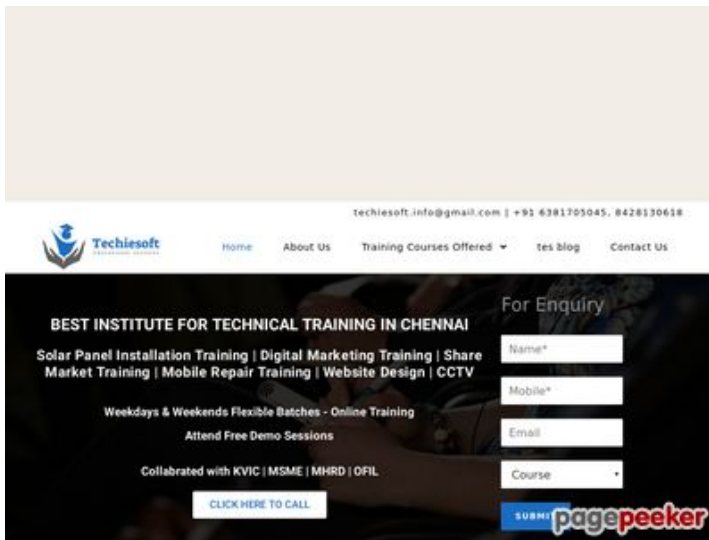 techiesoft.info@gmail.com | +91 6381705045, 8428130618
Techiesoft
Home About Us Training Courses Offered tes blog Contact Us
For Enquiry
BEST INSTITUTE FOR TECHNICAL TRAINING IN CHENNAI
Solar Panel Installation Training | Digital Marketing Training | Share
Market Training | Mobile Repair Training | Website Design | CCTV
Weekdays & Weekends Flexible Batches - Online Training
Attend Free Demo Sessions
Collabrated with KVIC | MSME | MHRD | OFIL
CLICK HERE TO CALL
Name*
Mobile*
Email
Course
pagepeeker